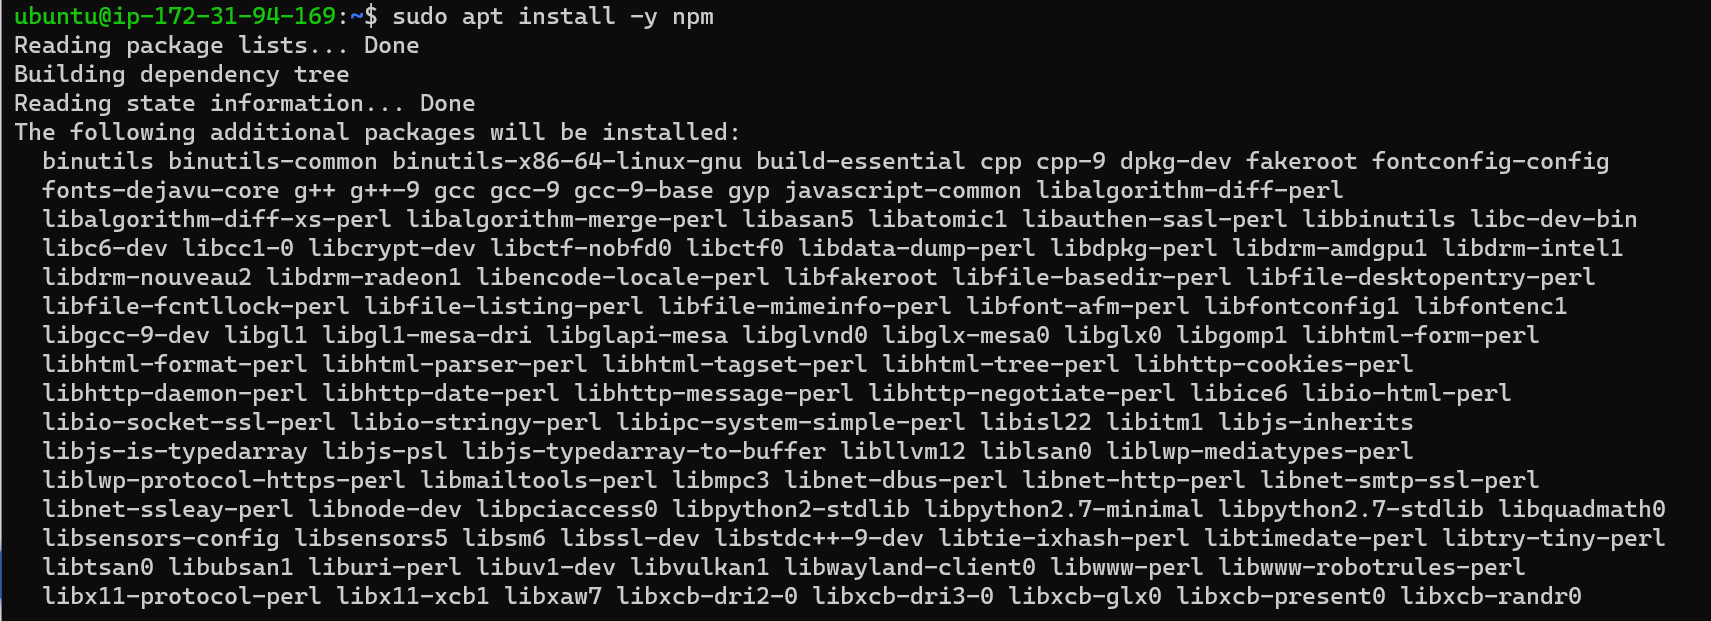 ubuntu@ip-172-31-94-169:~$ sudo apt install -y npm
Reading package lists... Done
Building dependency tree
Reading state information... Done
The following additional packages will be installed:
  binutils binutils-common binutils-x86-64-linux-gnu build-essential cpp cpp-9 dpkg-dev fakeroot fontconfig-config
  fonts-dejavu-core g++ g++-9 gcc gcc-9 gcc-9-base gyp javascript-common libalgorithm-diff-perl
  libalgorithm-diff-xs-perl libalgorithm-merge-perl libasan5 libatomic1 libauthen-sasl-perl libbinutils libc-dev-bin
  libc6-dev libcc1-0 libcrypt-dev libctf-nobfd0 libctf0 libdata-dump-perl libdpkg-perl libdrm-amdgpu1 libdrm-intel1
  libdrm-nouveau2 libdrm-radeon1 libencode-locale-perl libfakeroot libfile-basedir-perl libfile-desktopentry-perl
  libfile-fcntllock-perl libfile-listing-perl libfile-mimeinfo-perl libfont-afm-perl libfontconfig1 libfontenc1
  libgcc-9-dev libgl1 libgl1-mesa-dri libglapi-mesa libglvnd0 libglx-mesa0 libglx0 libgomp1 libhtml-form-perl
  libhtml-format-perl libhtml-parser-perl libhtml-tagset-perl libhtml-tree-perl libhttp-cookies-perl
  libhttp-daemon-perl libhttp-date-perl libhttp-message-perl libhttp-negotiate-perl libice6 libio-html-perl
  libio-socket-ssl-perl libio-stringy-perl libipc-system-simple-perl libisl22 libitm1 libjs-inherits
  libjs-is-typedarray libjs-psl libjs-typedarray-to-buffer libllvm12 liblsan0 liblwp-mediatypes-perl
  liblwp-protocol-https-perl libmailtools-perl libmpc3 libnet-dbus-perl libnet-http-perl libnet-smtp-ssl-perl
  libnet-ssleay-perl libnode-dev libpciaccess0 libpython2-stdlib libpython2.7-minimal libpython2.7-stdlib libquadmath0
  libsensors-config libsensors5 libsm6 libssl-dev libstdc++-9-dev libtie-ixhash-perl libtimedate-perl libtry-tiny-perl
  libtsan0 libubsan1 liburi-perl libuv1-dev libvulkan1 libwayland-client0 libwww-perl libwww-robotrules-perl
  libx11-protocol-perl libx11-xcb1 libxaw7 libxcb-dri2-0 libxcb-dri3-0 libxcb-glx0 libxcb-present0 libxcb-randr0